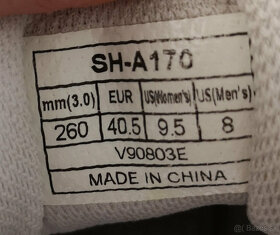 SH-A170
mm(3.0) EUR US(Women's) US(Men's)
260 40.5 9.5 8
V90803E
MADE IN CHINA